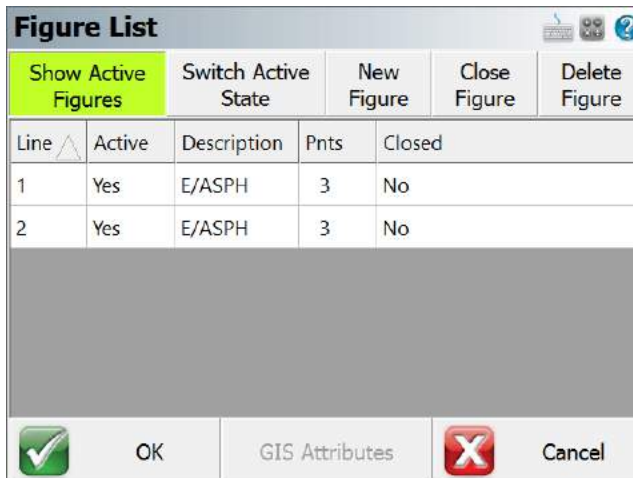 Figure List
Show Active Figures
Switch Active State
New Figure
Close Figure
Delete Figure
Line Active Description Pnts Closed
1 Yes E/ASPH 3 No
2 Yes E/ASPH 3 No
OK GIS Attributes Cancel